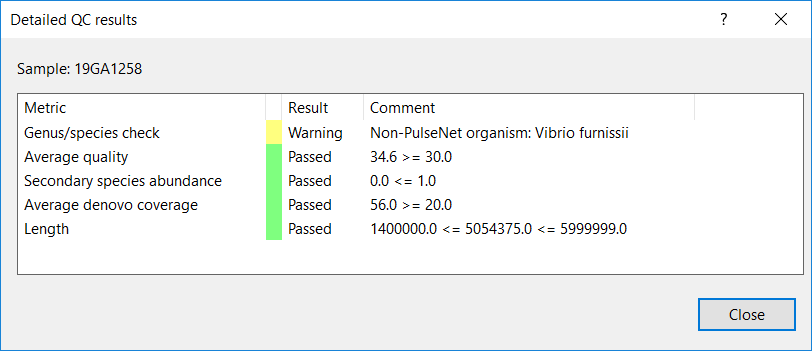 Detailed QC results
?
Sample: 19GA1258
Metric Result Comment
Genus/species check Warning Non-PulseNet organism: Vibrio furnissii
Average quality Passed 34.6 >= 30.0
Secondary species abundance Passed 0.0 <= 1.0
Average denovo coverage Passed 56.0 >= 20.0
Length Passed 1400000.0 <= 5054375.0 <= 5999999.0
Close